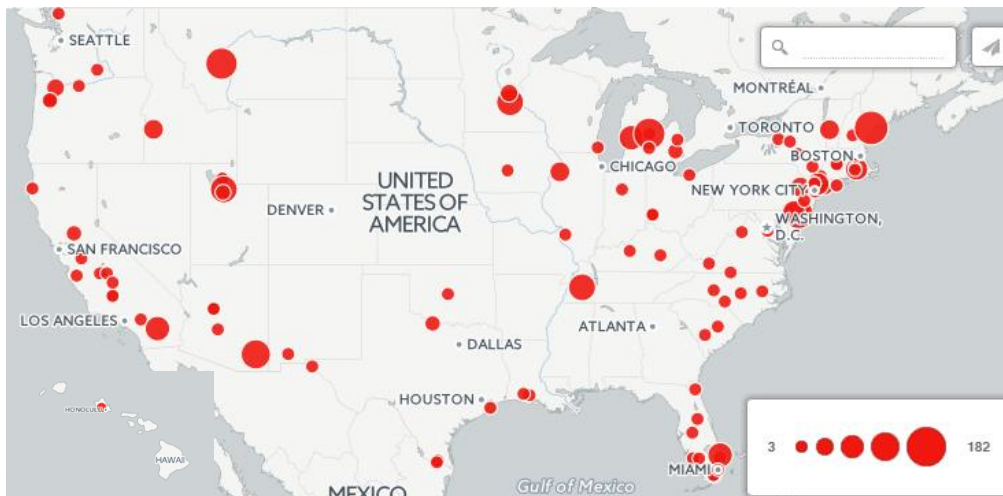 SEATTLE
MONTRÉAL
TORONTO
BOSTON
CHICAGO
NEW YORK CITY
UNITED
STATES OF
AMERICA
DENVER
WASHINGTON,
D.C.
SAN FRANCISCO
LOS ANGELES
ATLANTA
DALLAS
HONOLULU
HOUSTON
HAWAII
MIAMI
MEXICO
Gulf of Mexico
3
182